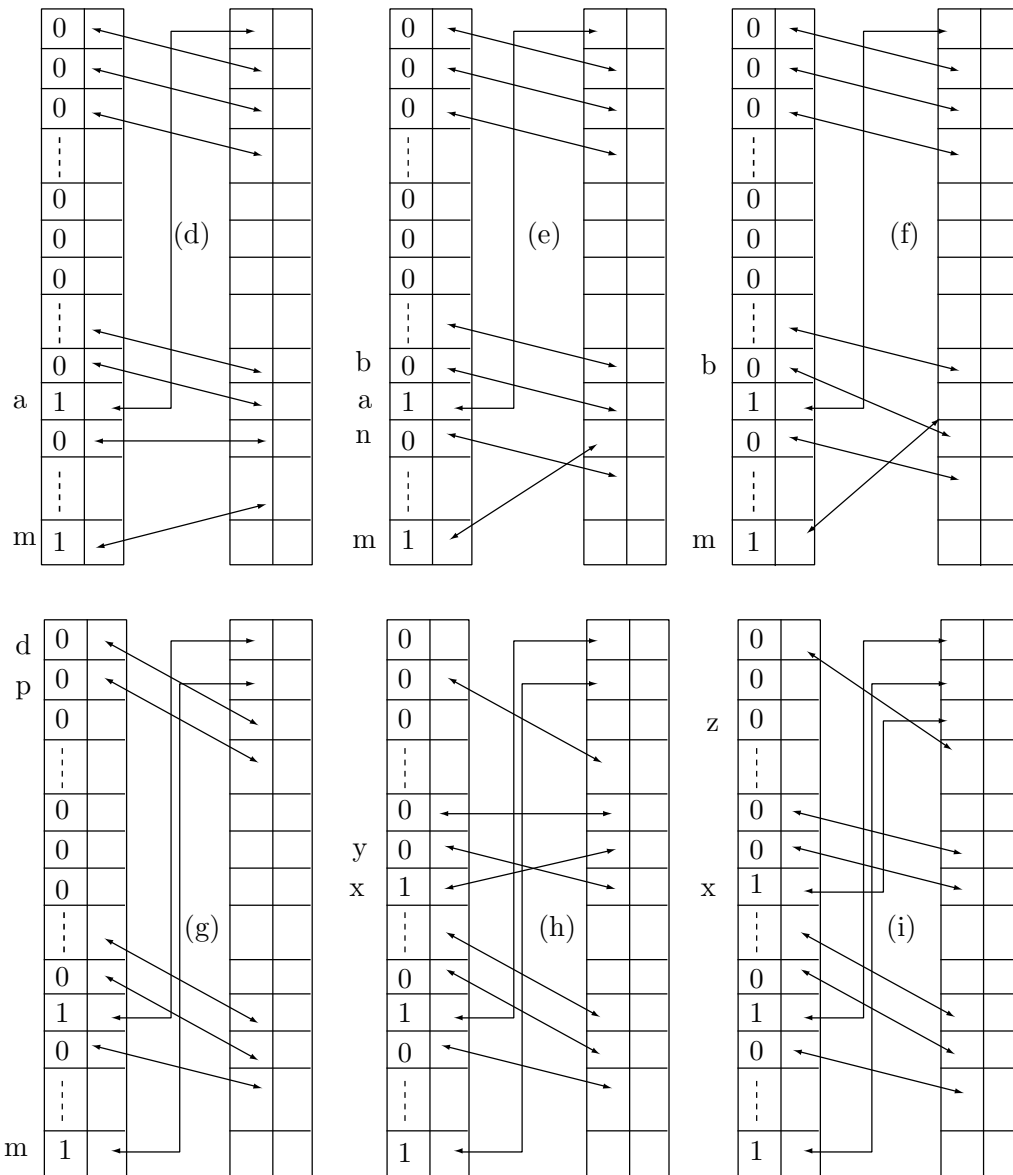 0 0 0
0 0 0
0 0 0
0 0 0
0 (d) 0 (e) 0 (f)
0 0 0
0 b 0 b 0
a 1 a 1 1
0 n 0 0
m 1 m 1 m 1
d 0 0 0
p 0 0 0
0 0 z 0
0 0 0
0 y 0 0
0 x 1 x 1
(g) (h) (i)
0 0 0
1 1 1
0 0 0
m 1 1 1